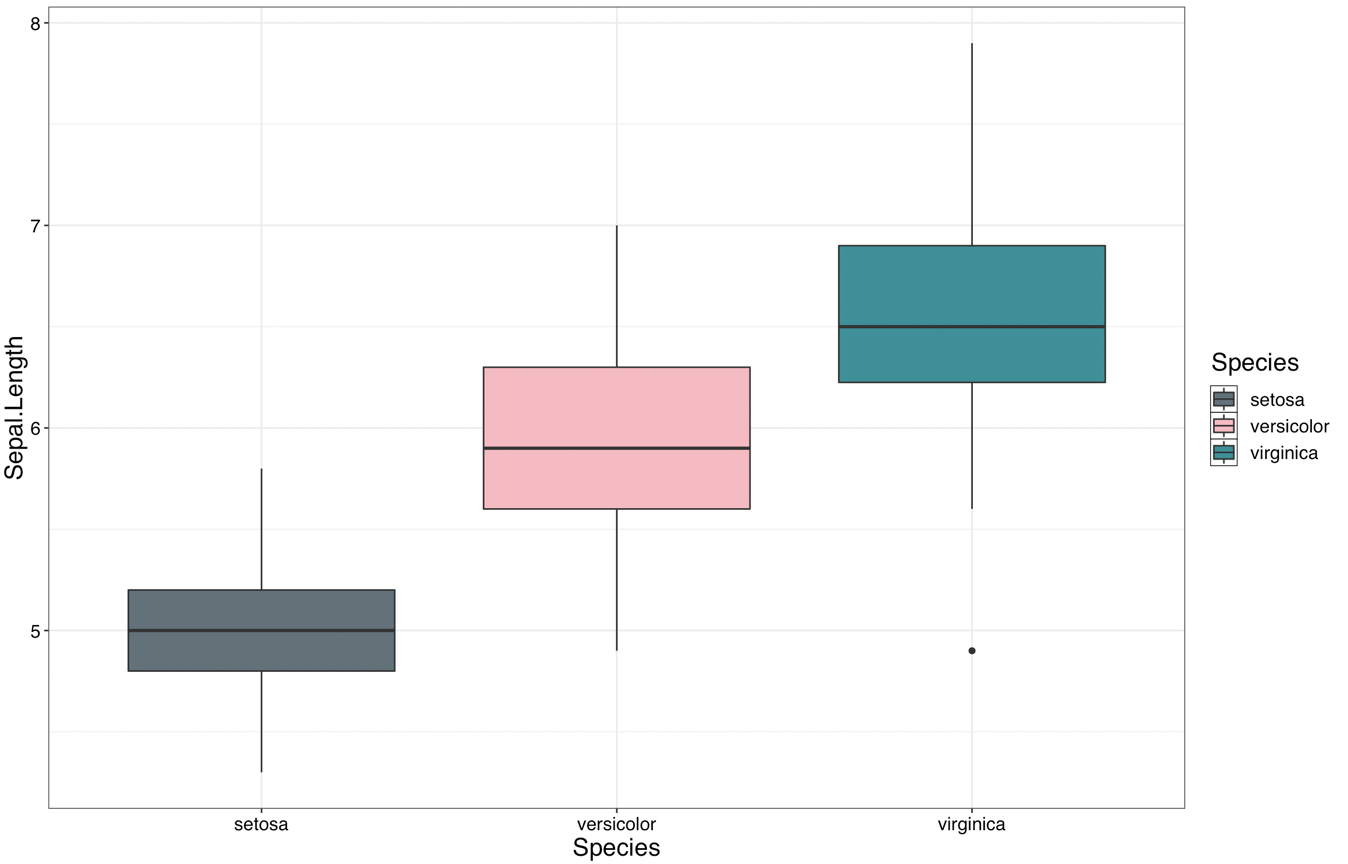 8
7
6
5
Sepal.Length
setosa
versicolor
virginica
Species
Species
setosa
versicolor
virginica